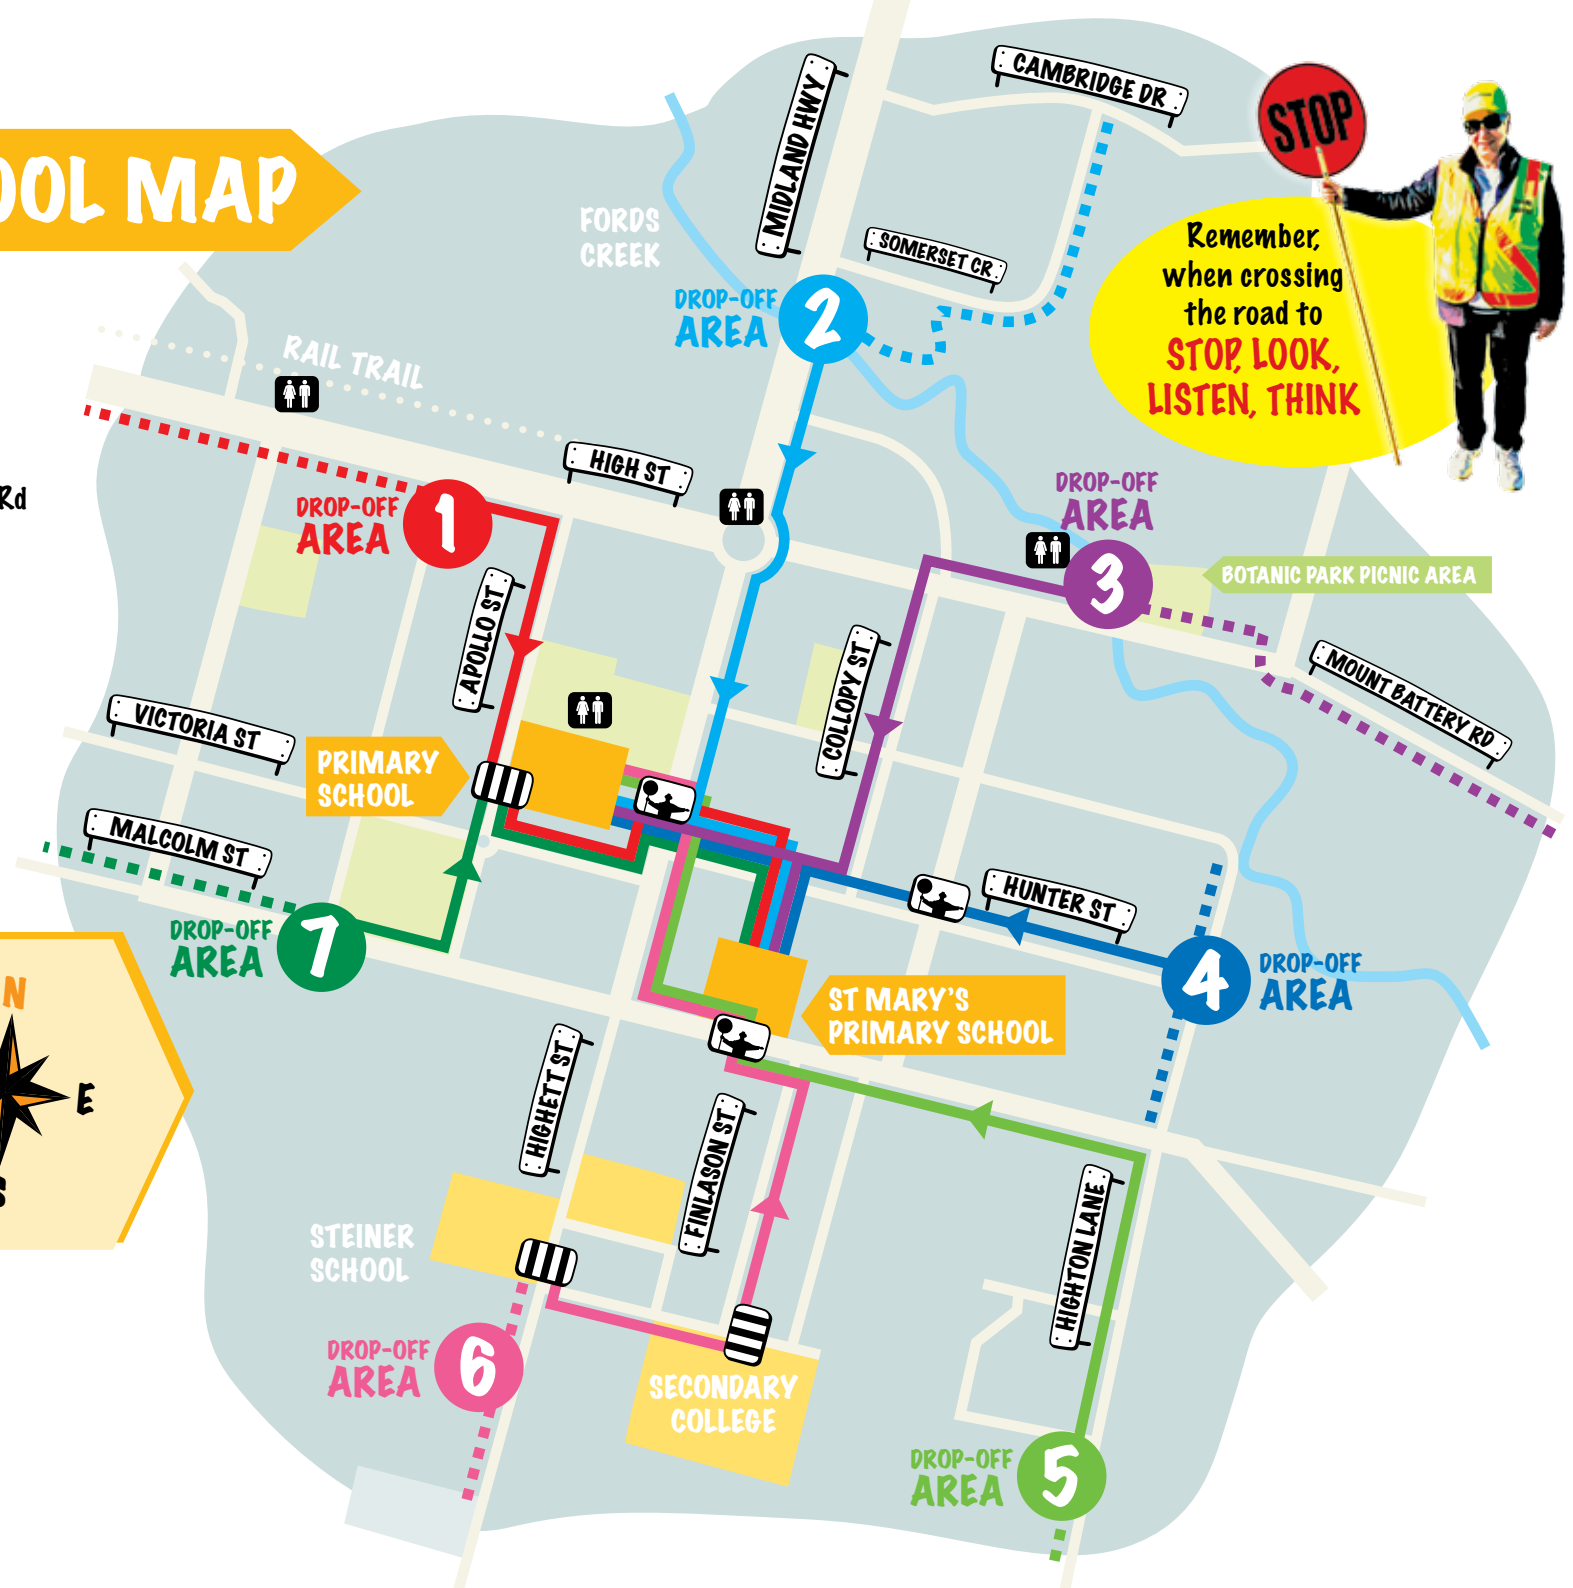 OOL MAP
CAMBRIDGE DR
MIDLAND HWY
STOP
FORDS
CREEK
SOMERSET CR
Remember,
when crossing
the road to
STOP, LOOK,
LISTEN, THINK
DROP-OFF
AREA
2
RAIL TRAIL
HIGH ST
Rd
DROP-OFF
AREA
1
DROP-OFF
AREA
3
BOTANIC PARK PICNIC AREA
APOLLO ST
COLLOPY ST
MOUNT BATTERY RD
VICTORIA ST
PRIMARY
SCHOOL
MALCOLM ST
HUNTER ST
DROP-OFF
AREA
7
DROP-OFF
AREA
4
N
E
S
ST MARY'S
PRIMARY SCHOOL
HIGHETT ST
FINLASON ST
HIGHTON LANE
STEINER
SCHOOL
DROP-OFF
AREA
6
SECONDARY
COLLEGE
DROP-OFF
AREA
5